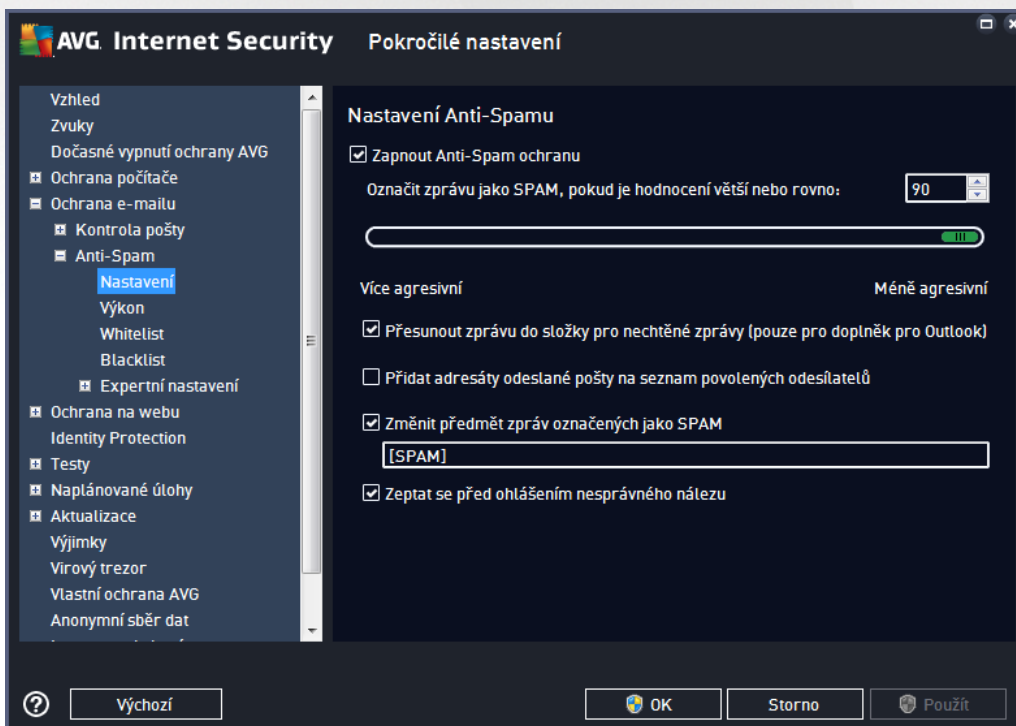 AVG. Internet Security Pokročilé nastavení
Vzhled
Zvuky
Dočasné vypnutí ochrany AVG
Ochrana počítače
Ochrana e-mailu
Kontrola pošty
Anti-Spam
Nastavení
Výkon
Whitelist
Blacklist
Expertní nastavení
Ochrana na webu
Identity Protection
Testy
Naplánované úlohy
Aktualizace
Výjimky
Virový trezor
Vlastní ochrana AVG
Anonymní sběr dat
Nastavení Anti-Spamu
Zapnout Anti-Spam ochranu
Označit zprávu jako SPAM, pokud je hodnocení větší nebo rovno: 90
Více agresivní Méně agresivní
Přesunout zprávu do složky pro nechtěné zprávy (pouze pro doplněk pro Outlook)
Přidat adresáty odeslané pošty na seznam povolených odesílatelů
Změnit předmět zpráv označených jako SPAM
[SPAM]
Zeptat se před ohlášením nesprávného nálezu
Výchozí OK Storno Použít